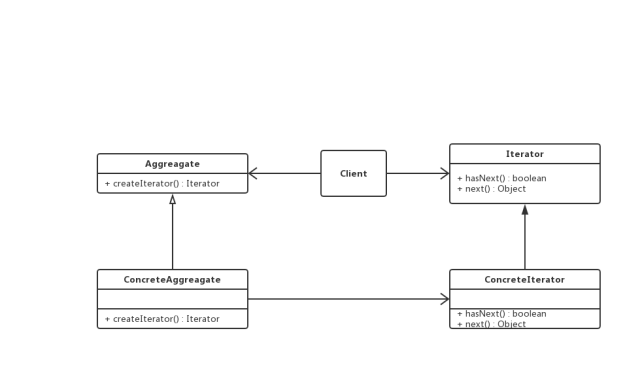 Aggreagate
+ createIterator() : Iterator
Client
Iterator
+ hasNext() : boolean
+ next() : Object
ConcreteAggreagate
+ createIterator() : Iterator
ConcreteIterator
+ hasNext() : boolean
+ next() : Object